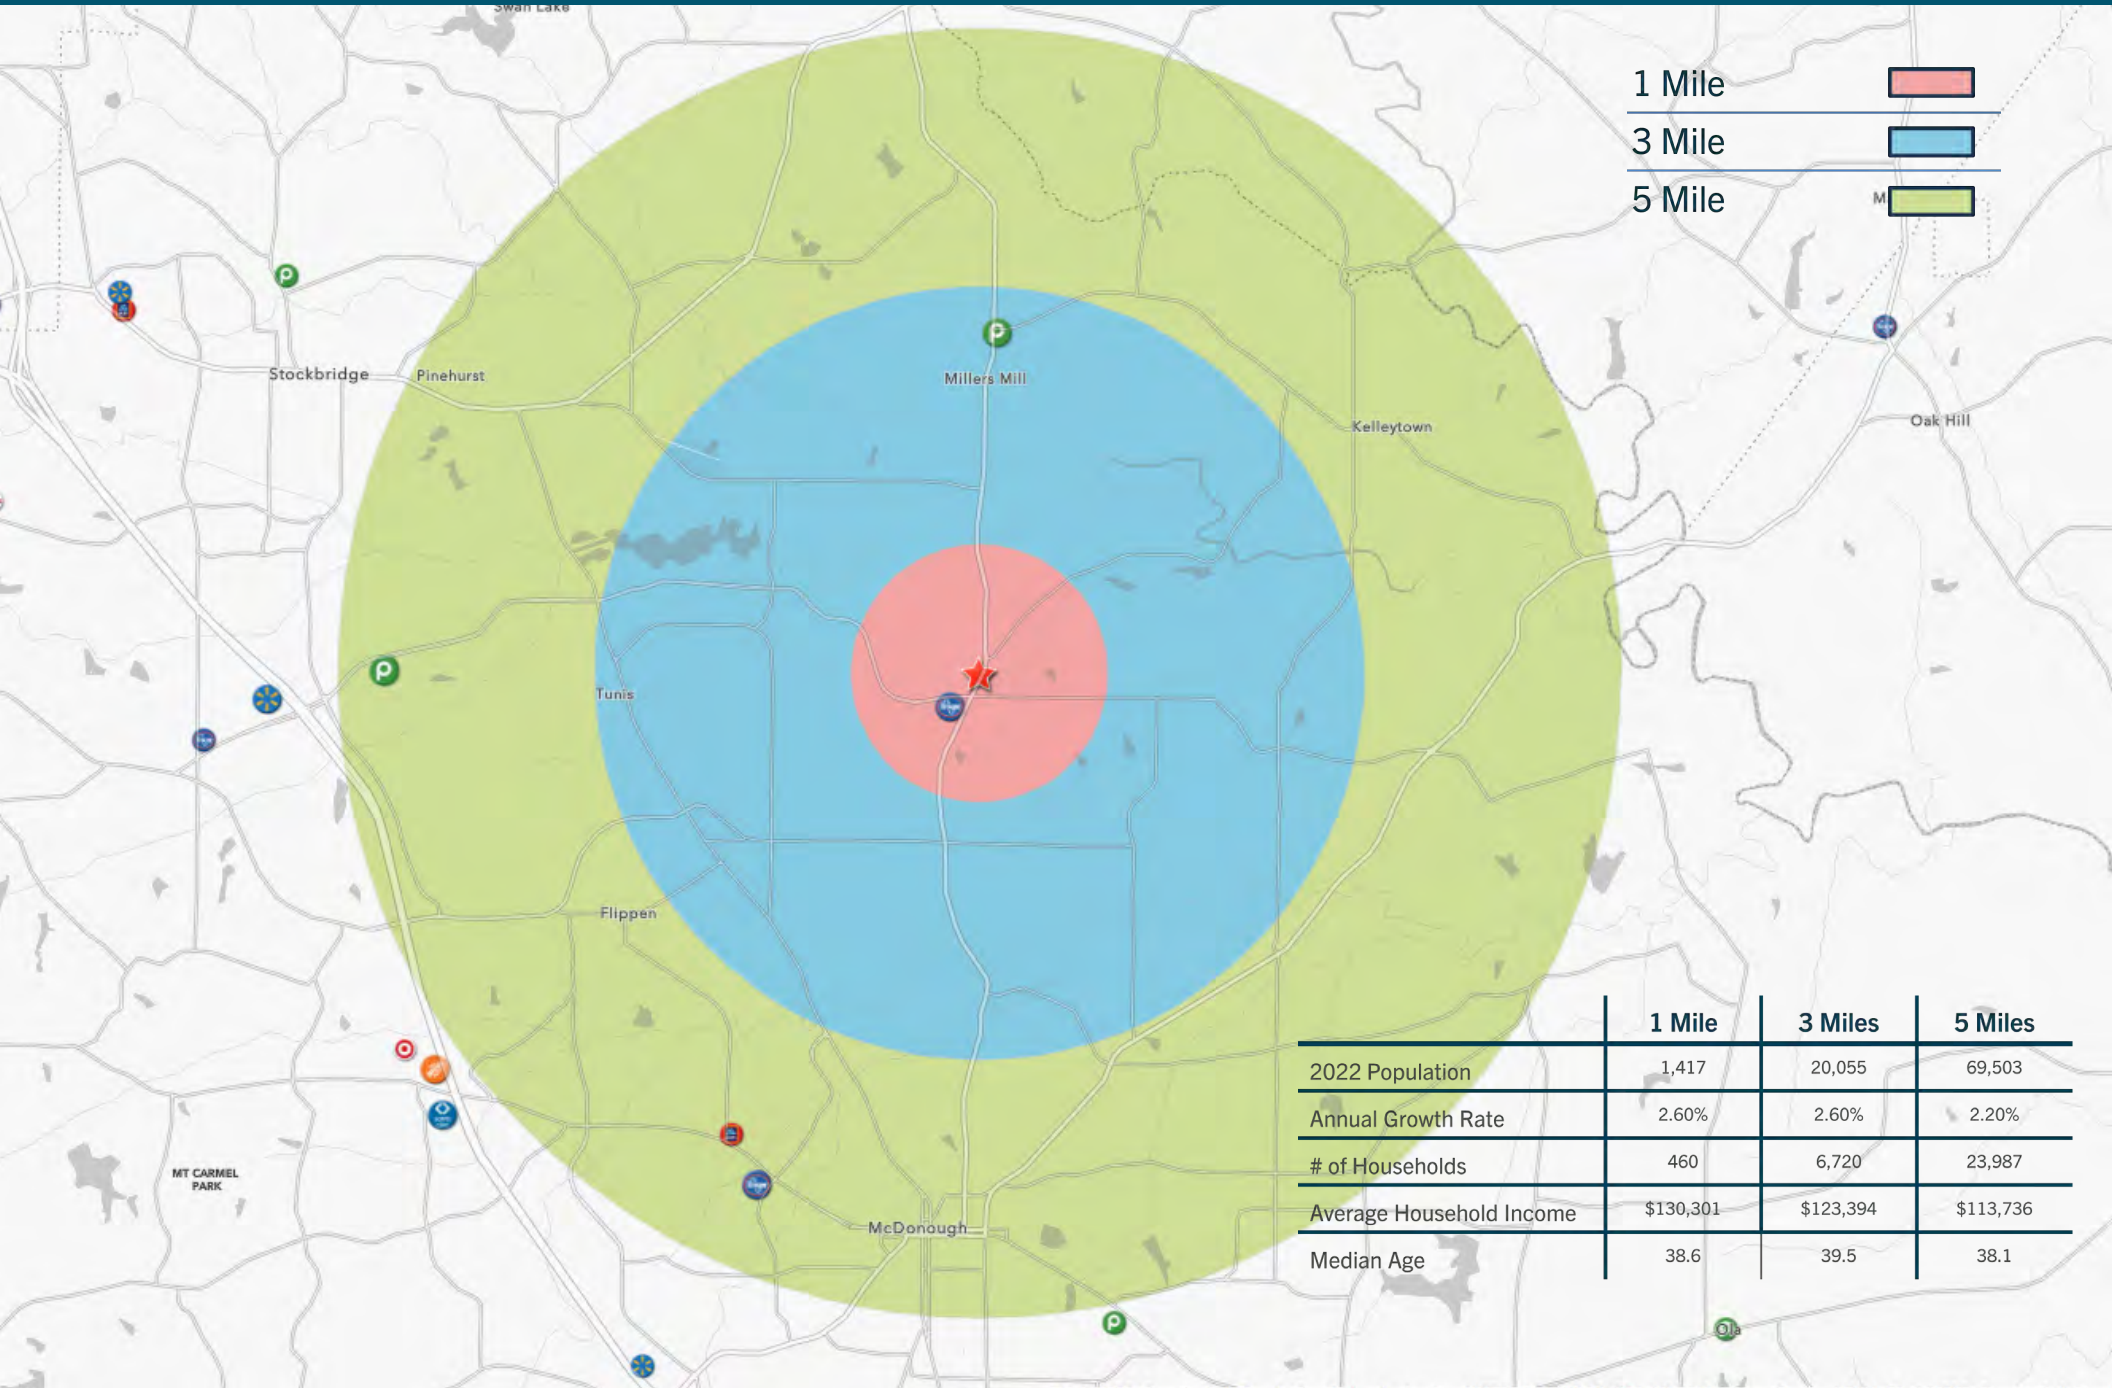 Swan Lake
1 Mile
3 Mile
5 Mile
Stockbridge
Pinehurst
Millers Mill
Kelleytown
Oak Hill
Tunis
Flippen
MT CARMEL
PARK
McDonough
Ola
1 Mile 3 Miles 5 Miles
2022 Population 1,417 20,055 69,503
Annual Growth Rate 2.60% 2.60% 2.20%
# of Households 460 6,720 23,987
Average Household Income $130,301 $123,394 $113,736
Median Age 38.6 39.5 38.1